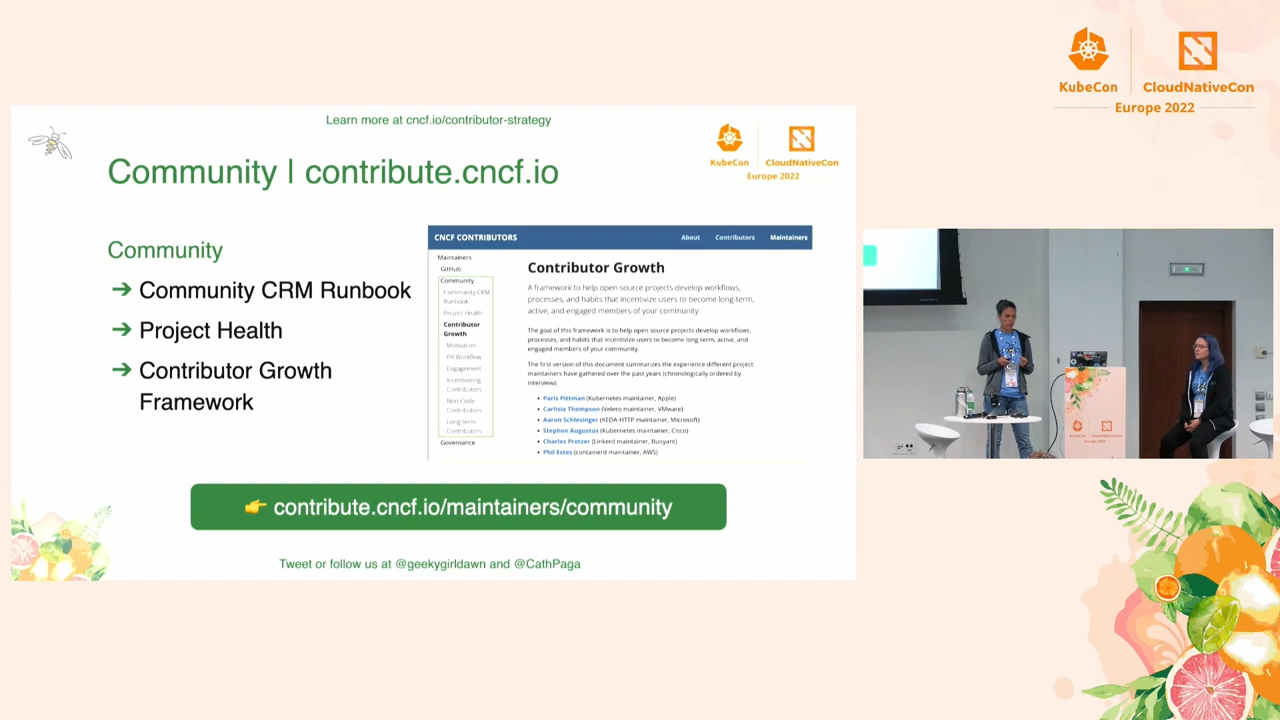 KubeCon
CloudNativeCon
Europe 2022
Learn more at cncf.io/contributor-strategy
Community | contribute.cncf.io
KubeCon
CloudNativeCon
Europe 2022
Community
➔ Community CRM Runbook
➔ Project Health
➔ Contributor Growth
Framework
CNCF CONTRIBUTORS
About
Contributors
Maintainers
Maintainers
GitHub
Community
Community CRM
Runbook
Project Health
Contributor
Growth
Motivation
PR Workflow
Engagement
Incentivizing
Contributors
Non-Code
Contributors
Long term
Contributors
Governance
Contributor Growth
A framework to help open source projects develop workflows,
processes, and habits that incentivize users to become long-term,
active, and engaged members of your community.
The goal of this framework is to help open source projects develop workflows,
processes, and habits that incentivize users to become long term, active, and
engaged members of your community.
The first version of this document summarizes the experience different project
maintainers have gathered over the past years (chronologically ordered by
interview):
• Paris Pittman (Kubernetes maintainer, Apple)
• Carlisia Thompson (Velero maintainer, VMware)
• Aaron Schlesinger (KEDA-HTTP maintainer, Microsoft)
• Stephen Augustus (Kubernetes maintainer, Cisco)
• Charles Pretzer (Linkerd maintainer, Buoyant)
• Phil Estes (containerd maintainer, AWS)
👉 contribute.cncf.io/maintainers/community
Tweet or follow us at @geekygirldawn and @CathPaga